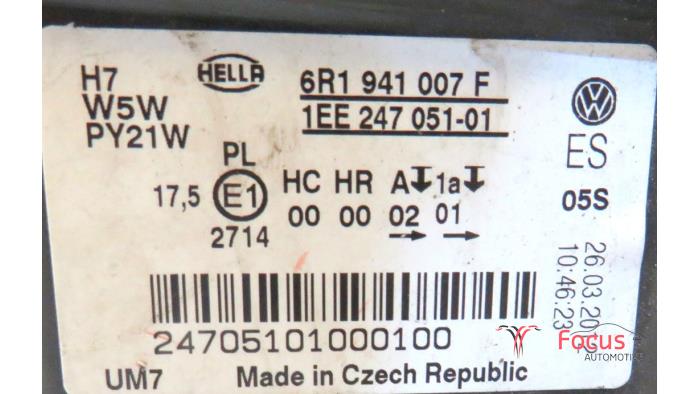 H7
W5W
PY21W
HELLA
6R1 941 007 F
1EE 247 051-01
VW
ES
05S
PL
17,5 E1
2714
HC HR A 1a
00 00 02 01
26.03.20
10:46:23
24705101000100
UM7 Made in Czech Republic
Focus
AUTOMOTIVE